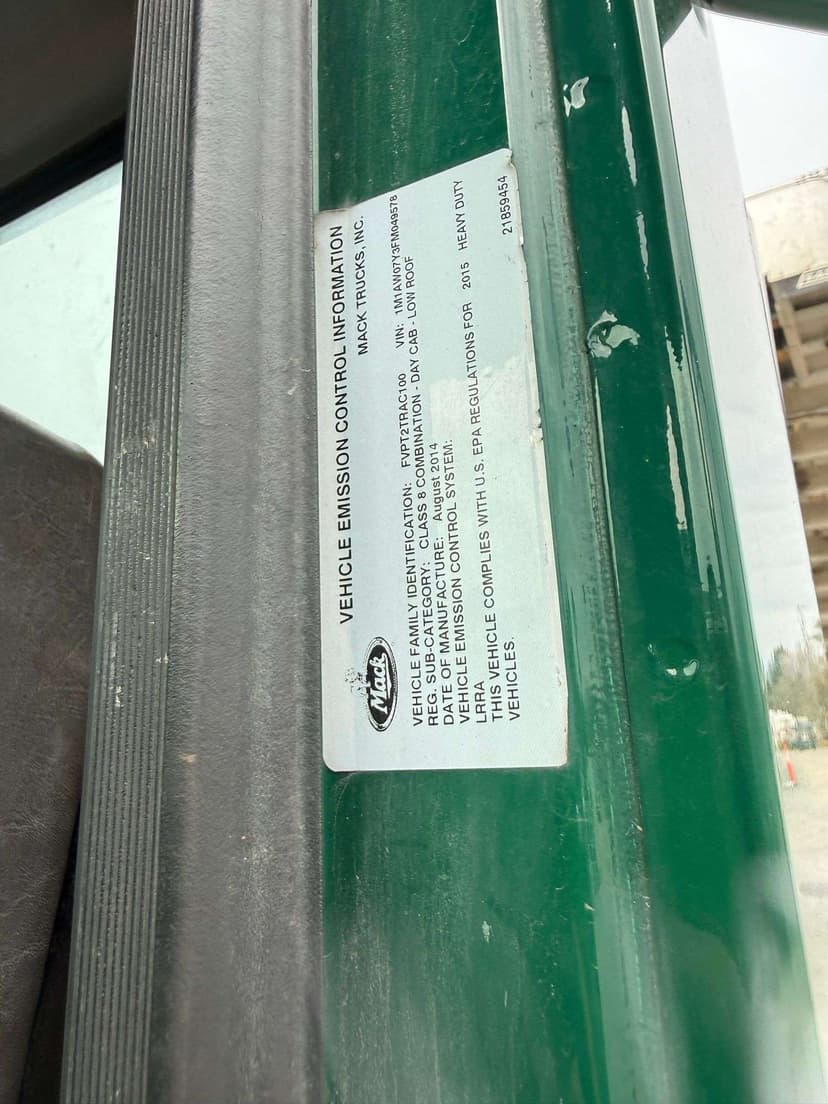 VEHICLE EMISSION CONTROL INFORMATION
MACK TRUCKS, INC.
Mack
VEHICLE FAMILY IDENTIFICATION: FVPT2TRAC100 VIN: 1M1AW07Y3FM049578
REG. SUB-CATEGORY: CLASS 8 COMBINATION - DAY CAB - LOW ROOF
DATE OF MANUFACTURE: August 2014
VEHICLE EMISSION CONTROL SYSTEM:
LRRA
THIS VEHICLE COMPLIES WITH U.S. EPA REGULATIONS FOR 2015 HEAVY DUTY
VEHICLES.
21859454